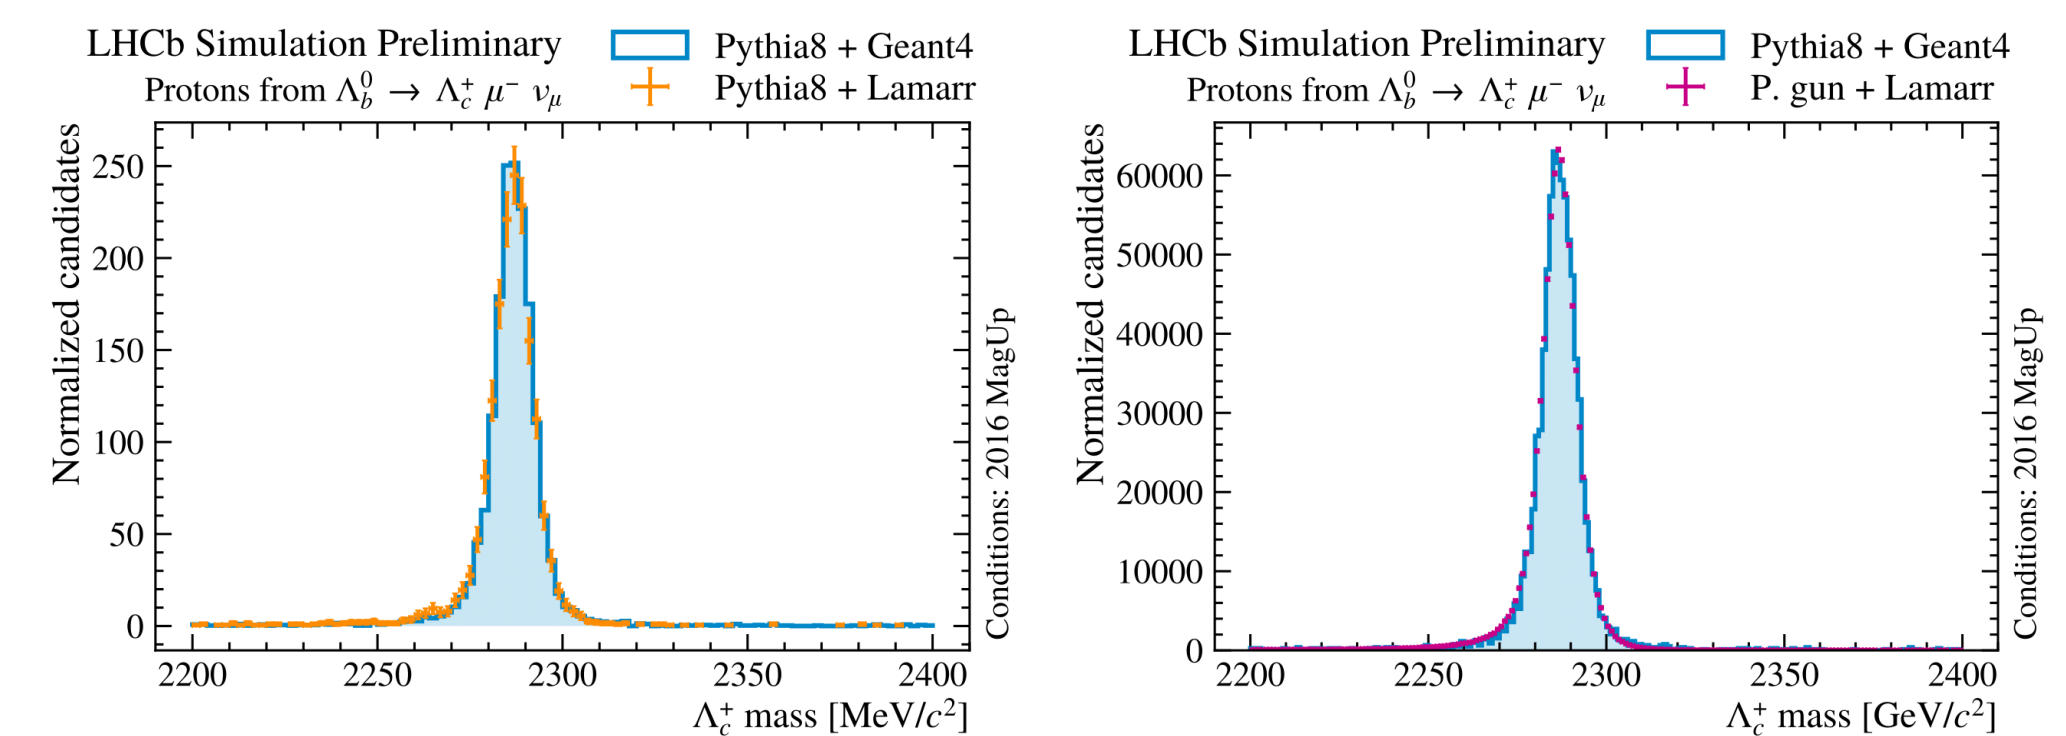 LHCb Simulation Preliminary
Protons from Λ_b^0 → Λ_c^+ μ^− ν_μ
Pythia8 + Geant4
Pythia8 + Lamarr
Normalized candidates
250
200
150
100
50
0
2200 2250 2300 2350 2400
Λ_c^+ mass [MeV/c^2]
Conditions: 2016 MagUp
LHCb Simulation Preliminary
Protons from Λ_b^0 → Λ_c^+ μ^− ν_μ
Pythia8 + Geant4
P. gun + Lamarr
Normalized candidates
60000
50000
40000
30000
20000
10000
0
2200 2250 2300 2350 2400
Λ_c^+ mass [GeV/c^2]
Conditions: 2016 MagUp